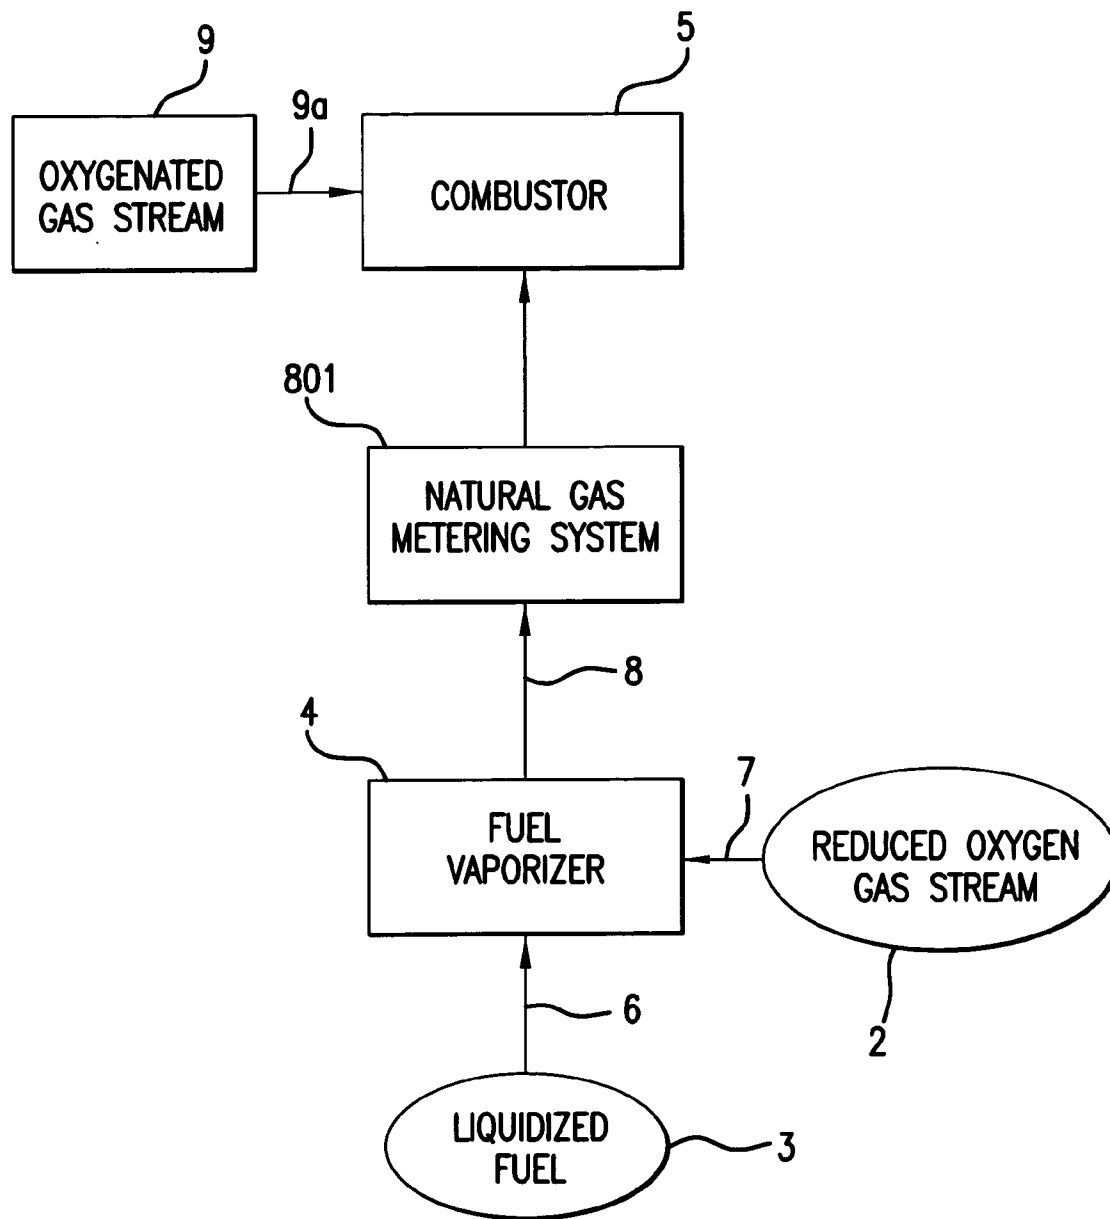 9
5
9a
OXYGENATED
GAS STREAM
COMBUSTOR
801
NATURAL GAS
METERING SYSTEM
8
4
7
FUEL
VAPORIZER
REDUCED OXYGEN
GAS STREAM
6
2
LIQUIDIZED
FUEL
3